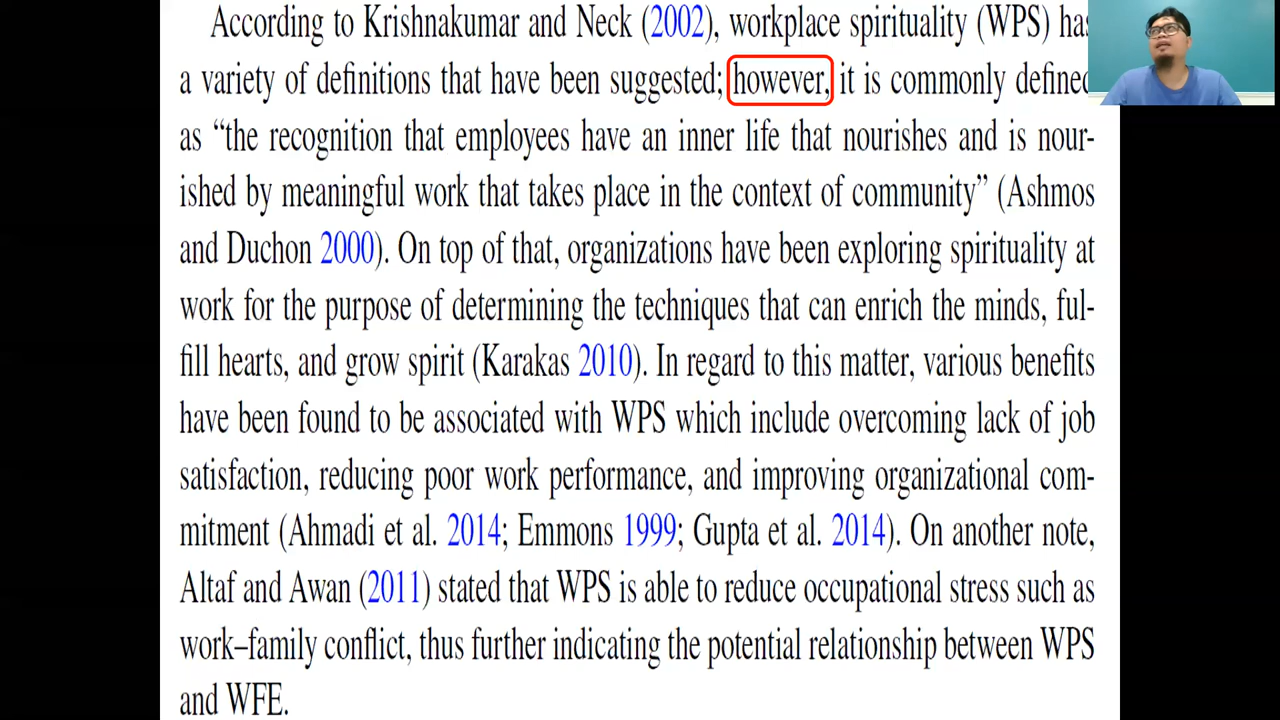 According to Krishnakumar and Neck (2002), workplace spirituality (WPS) has
a variety of definitions that have been suggested; however, it is commonly defined
as “the recognition that employees have an inner life that nourishes and is nour-
ished by meaningful work that takes place in the context of community” (Ashmos
and Duchon 2000). On top of that, organizations have been exploring spirituality at
work for the purpose of determining the techniques that can enrich the minds, ful-
fill hearts, and grow spirit (Karakas 2010). In regard to this matter, various benefits
have been found to be associated with WPS which include overcoming lack of job
satisfaction, reducing poor work performance, and improving organizational com-
mitment (Ahmadi et al. 2014; Emmons 1999; Gupta et al. 2014). On another note,
Altaf and Awan (2011) stated that WPS is able to reduce occupational stress such as
work–family conflict, thus further indicating the potential relationship between WPS
and WFE.